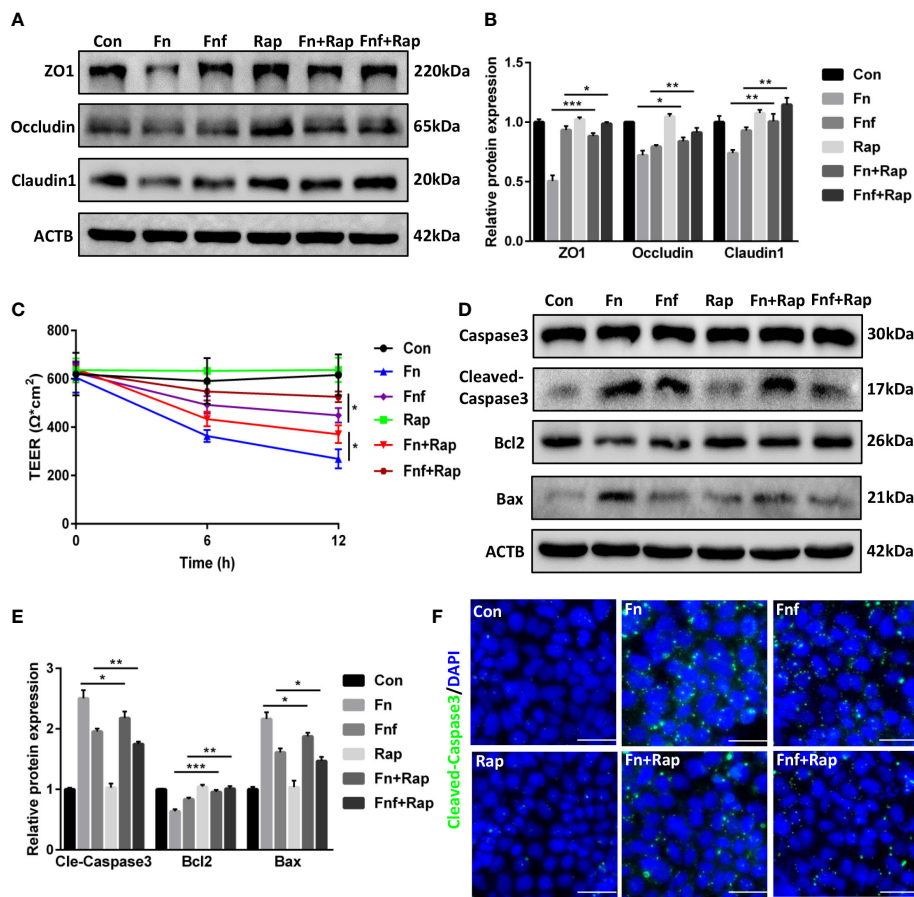 A
Con Fn Fnf Rap Fn+Rap Fnf+Rap
ZO1 220kDa
Occludin 65kDa
Claudin1 20kDa
ACTB 42kDa
B
Relative protein expression
1.5
1.0
0.5
0.0
* ** **
*** * **
ZO1 Occludin Claudin1
Con
Fn
Fnf
Rap
Fn+Rap
Fnf+Rap
C
TEER (Ω*cm²)
800
600
400
200
0
0 6 12
Time (h)
*
*
Con
Fn
Fnf
Rap
Fn+Rap
Fnf+Rap
D
Con Fn Fnf Rap Fn+Rap Fnf+Rap
Caspase3 30kDa
Cleaved-
Caspase3 17kDa
Bcl2 26kDa
Bax 21kDa
ACTB 42kDa
E
Relative protein expression
3
2
1
0
** ** *
* *** *
Cle-Caspase3 Bcl2 Bax
Con
Fn
Fnf
Rap
Fn+Rap
Fnf+Rap
F
Cleaved-Caspase3/DAPI
Con Fn Fnf
Rap Fn+Rap Fnf+Rap